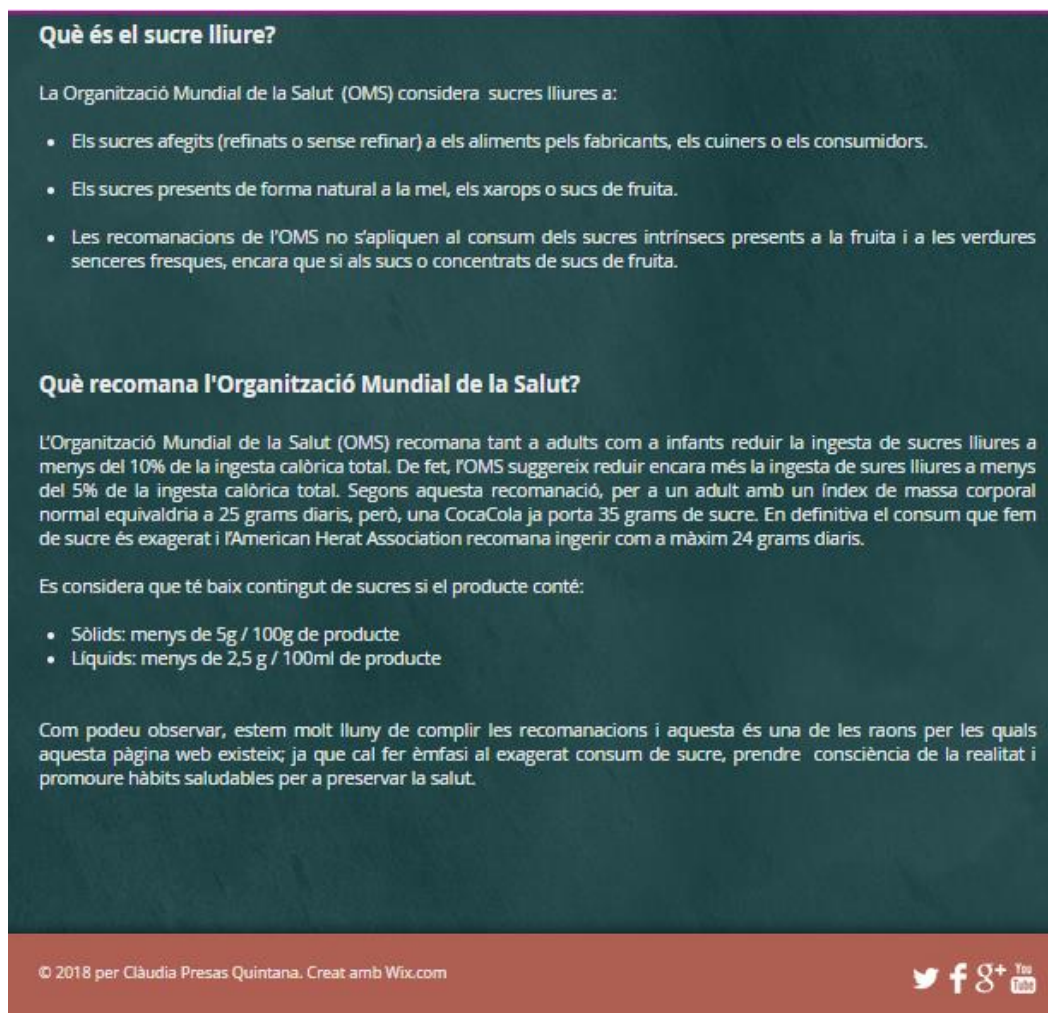 Què és el sucre lliure?
La Organització Mundial de la Salut (OMS) considera sucres lliures a:
• Els sucres afegits (refinats o sense refinar) a els aliments pels fabricants, els cuiners o els consumidors.
• Els sucres presents de forma natural a la mel, els xarops o sucs de fruita.
• Les recomanacions de l'OMS no s'apliquen al consum dels sucres intrínsecs presents a la fruita i a les verdures
senceres fresques, encara que si als sucs o concentrats de sucs de fruita.
Què recomana l'Organització Mundial de la Salut?
L'Organització Mundial de la Salut (OMS) recomana tant a adults com a infants reduir la ingesta de sucres lliures a
menys del 10% de la ingesta calòrica total. De fet, l'OMS suggereix reduir encara més la ingesta de sures lliures a menys
del 5% de la ingesta calòrica total. Segons aquesta recomanació, per a un adult amb un índex de massa corporal
normal equivaldria a 25 grams diaris, però, una CocaCola ja porta 35 grams de sucre. En definitiva el consum que fem
de sucre és exagerat i l'American Herat Association recomana ingerir com a màxim 24 grams diaris.
Es considera que té baix contingut de sucres si el producte conté:
• Sòlids: menys de 5g / 100g de producte
• Líquids: menys de 2,5 g / 100ml de producte
Com podeu observar, estem molt lluny de complir les recomanacions i aquesta és una de les raons per les quals
aquesta pàgina web existeix; ja que cal fer èmfasi al exagerat consum de sucre, prendre consciència de la realitat i
promoure hàbits saludables per a preservar la salut.
© 2018 per Clàudia Presas Quintana. Creat amb Wix.com
You
Tube